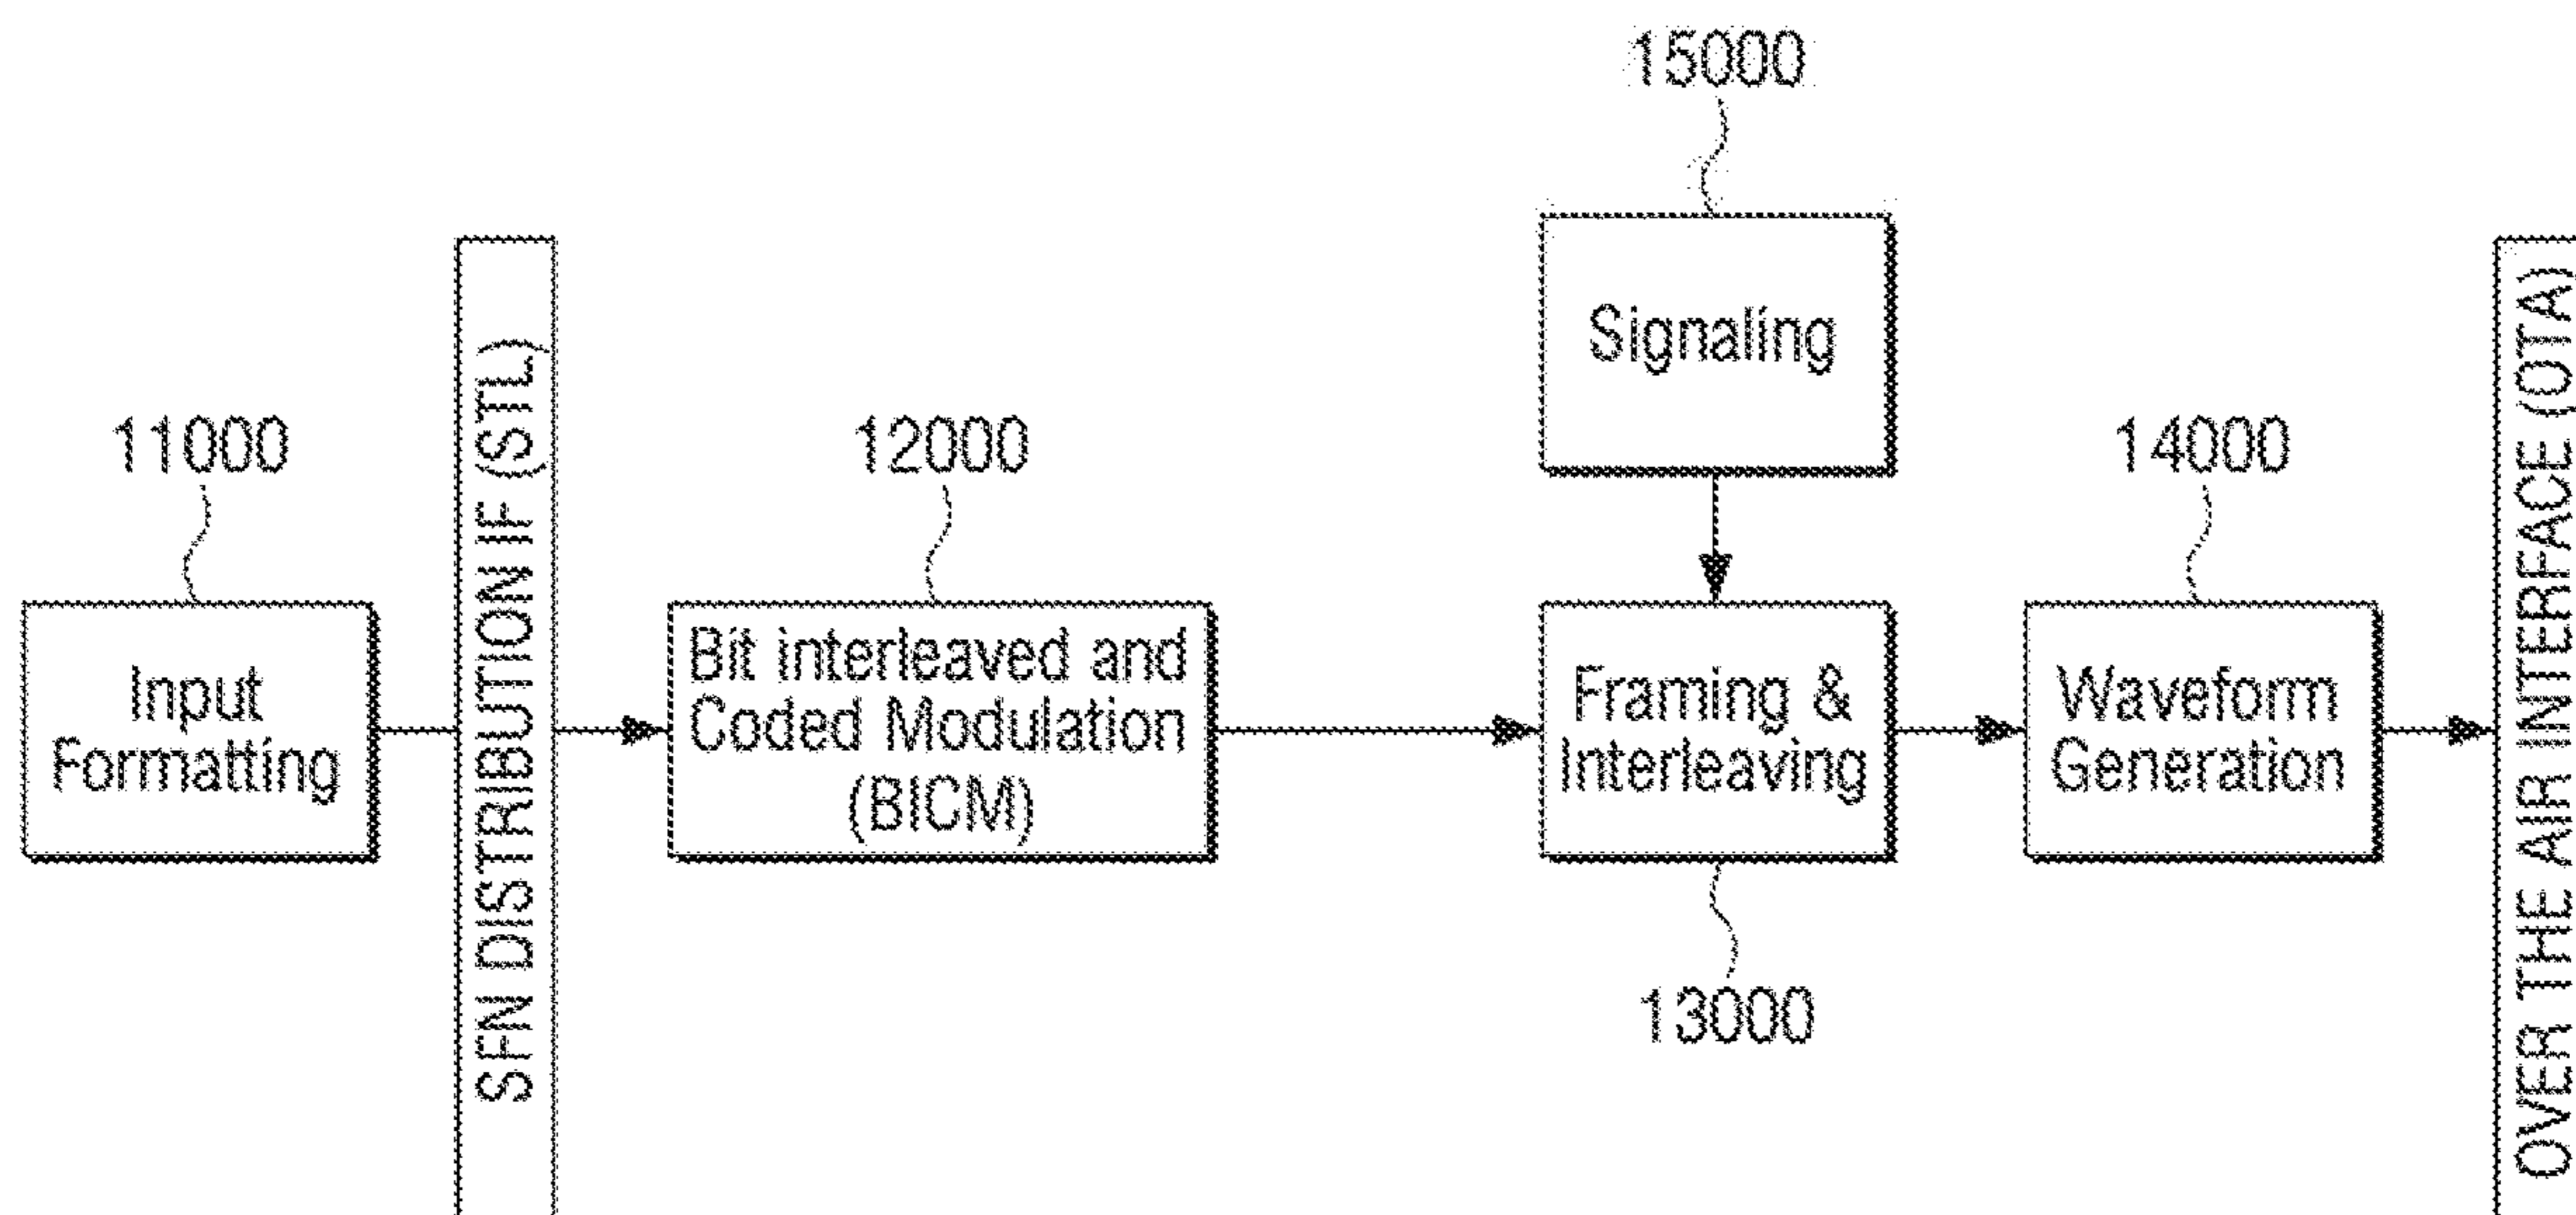 15000
Signaling
11000
SFN DISTRIBUTION IF (STL)
12000
14000
OVER THE AIR INTERFACE (OTA)
Input
Formatting
Bit interleaved and
Coded Modulation
(BICM)
Framing &
Interleaving
Waveform
Generation
13000